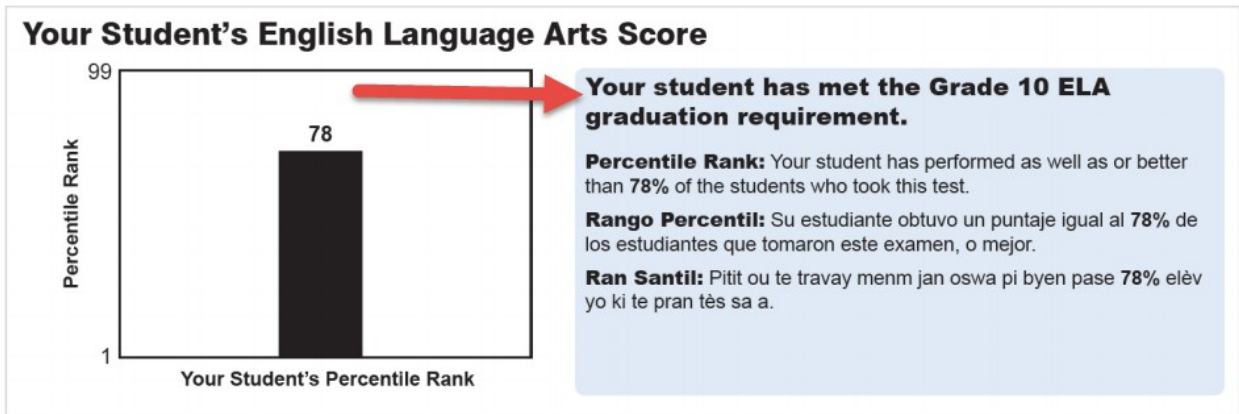 Your Student's English Language Arts Score
99
78
Percentile Rank
1
Your Student's Percentile Rank
Your student has met the Grade 10 ELA
graduation requirement.
Percentile Rank: Your student has performed as well as or better
than 78% of the students who took this test.
Rango Percentil: Su estudiante obtuvo un puntaje igual al 78% de
los estudiantes que tomaron este examen, o mejor.
Ran Santil: Pitit ou te travay menm jan oswa pi byen pase 78% elèv
yo ki te pran tès sa a.